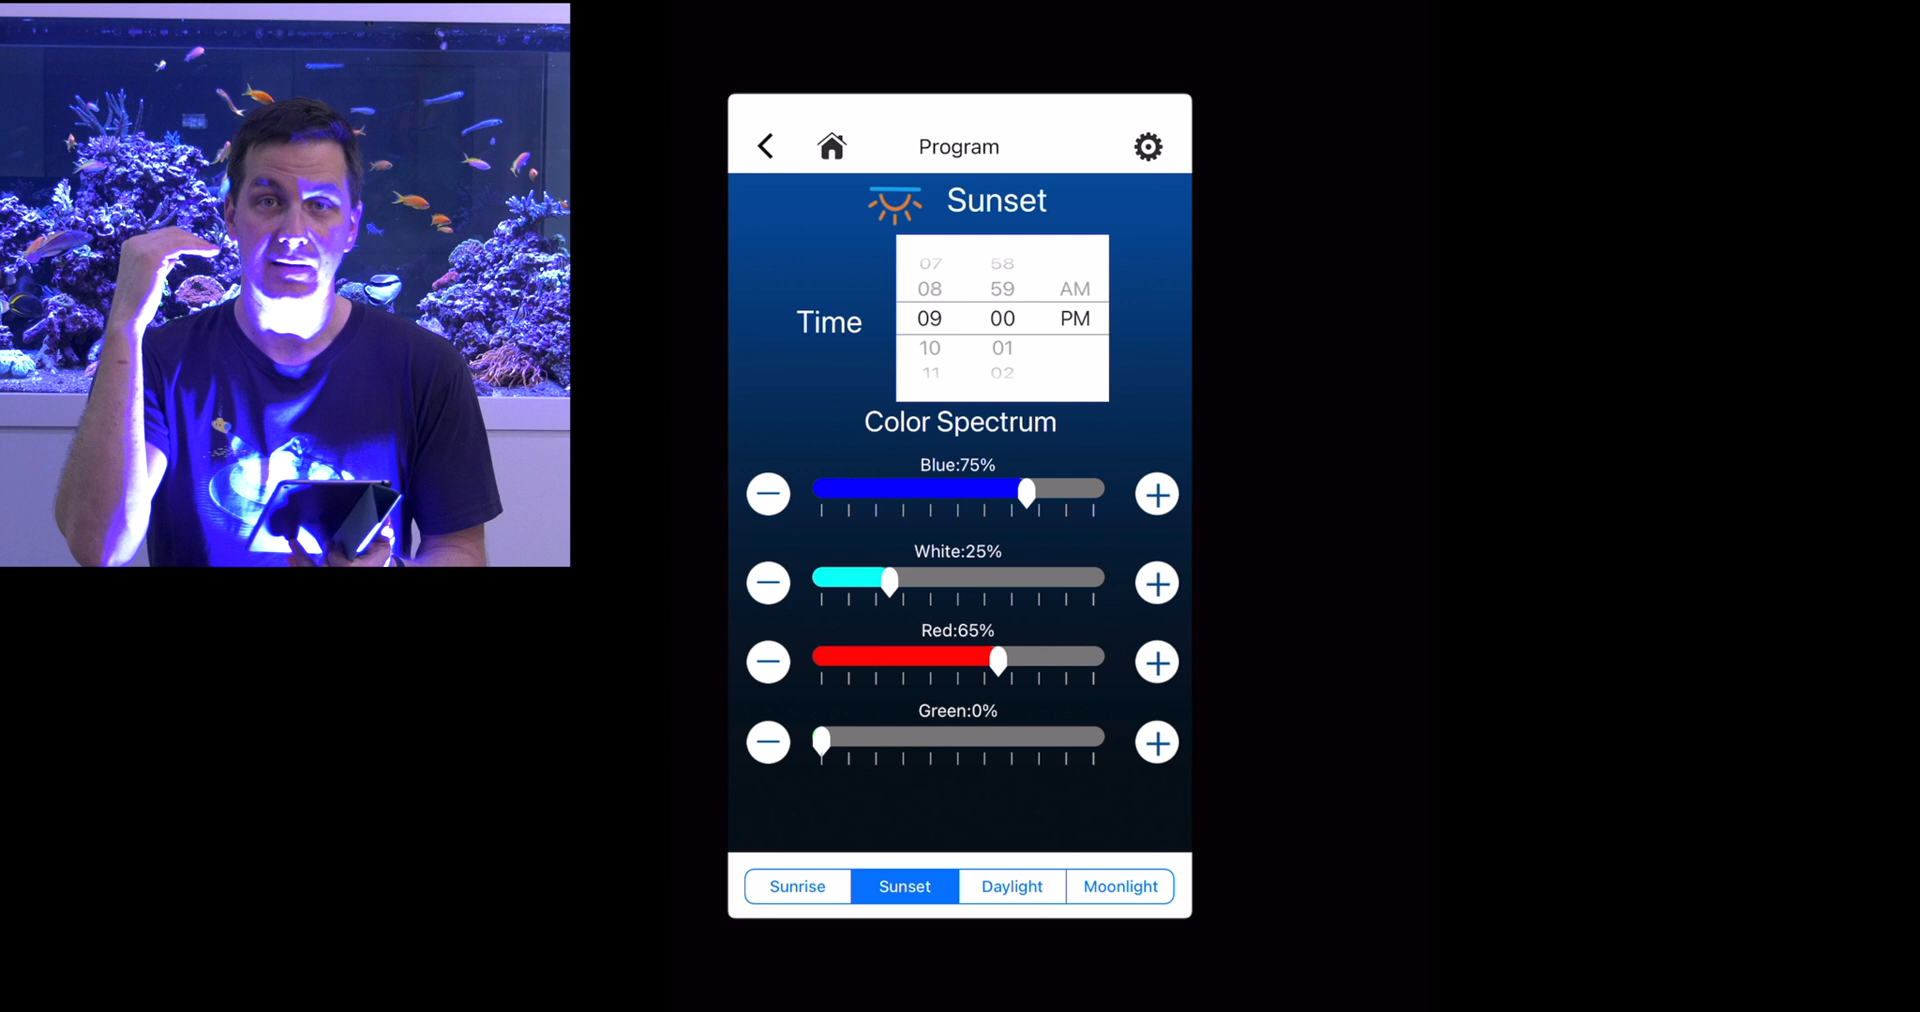 Program
Sunset
07 58
08 59 AM
Time 09 00 PM
10 01
11 02
Color Spectrum
Blue:75%
White:25%
Red:65%
Green:0%
Sunrise Sunset Daylight Moonlight